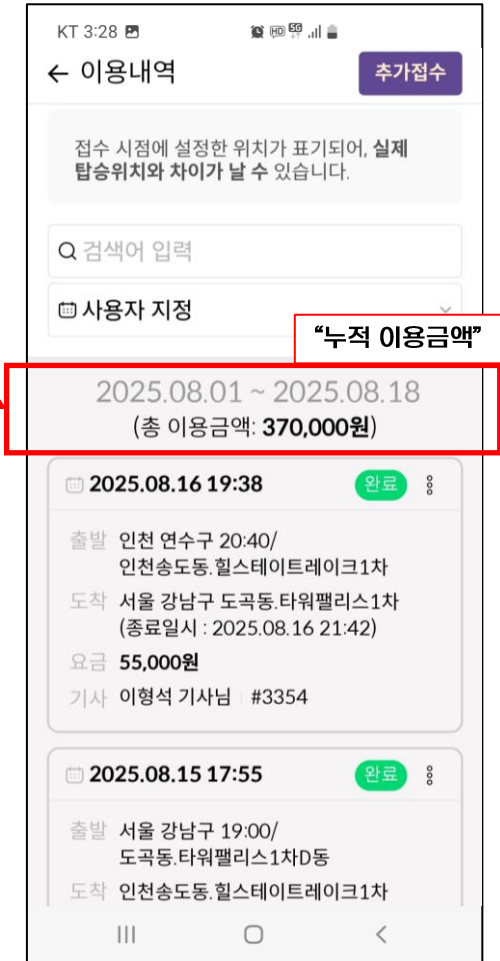 KT 3:28
HD 5G
← 이용내역
추가접수
접수 시점에 설정한 위치가 표기되어, 실제
탑승위치와 차이가 날 수 있습니다.
검색어 입력
사용자 지정
“누적 이용금액”
2025.08.01 ~ 2025.08.18
(총 이용금액: 370,000원)
2025.08.16 19:38 완료
출발 인천 연수구 20:40/
인천송도동.힐스테이트레이크1차
도착 서울 강남구 도곡동.타워팰리스1차
(종료일시 : 2025.08.16 21:42)
요금 55,000원
기사 이형석 기사님 #3354
2025.08.15 17:55 완료
출발 서울 강남구 19:00/
도곡동.타워팰리스1차D동
도착 인천송도동.힐스테이트레이크1차